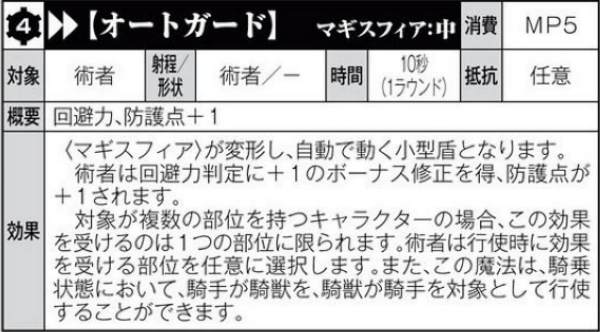 4 ▶▶【オートガード】 マギスフィア:中 消費 MP5
対象 術者 射程/形状 術者/ー 時間 10秒(1ラウンド) 抵抗 任意
概要 回避力、防護点+1
〈マギスフィア〉が変形し、自動で動く小型盾となります。
術者は回避力判定に+1のボーナス修正を得、防護点が
+1されます。
対象が複数の部位を持つキャラクターの場合、この効果
効果 を受けるのは1つの部位に限られます。術者は行使時に効果
を受ける部位を任意に選択します。また、この魔法は、騎乗
状態において、騎手が騎獣を、騎獣が騎手を対象として行使
することができます。